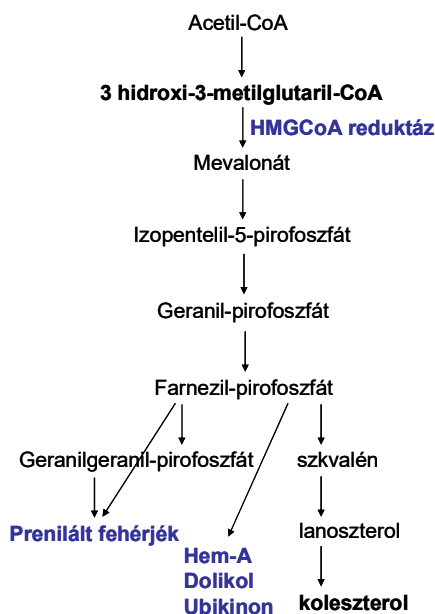 Acetil-CoA
3 hidroxi-3-metilglutaril-CoA
HMGCoA reduktáz
Mevalonát
Izopentelil-5-pirofoszfát
Geranil-pirofoszfát
Farnezil-pirofoszfát
Geranilgeranil-pirofoszfát
szkvalén
Prenilált fehérjék
lanoszterol
Hem-A
Dolikol
Ubikinon
koleszterol